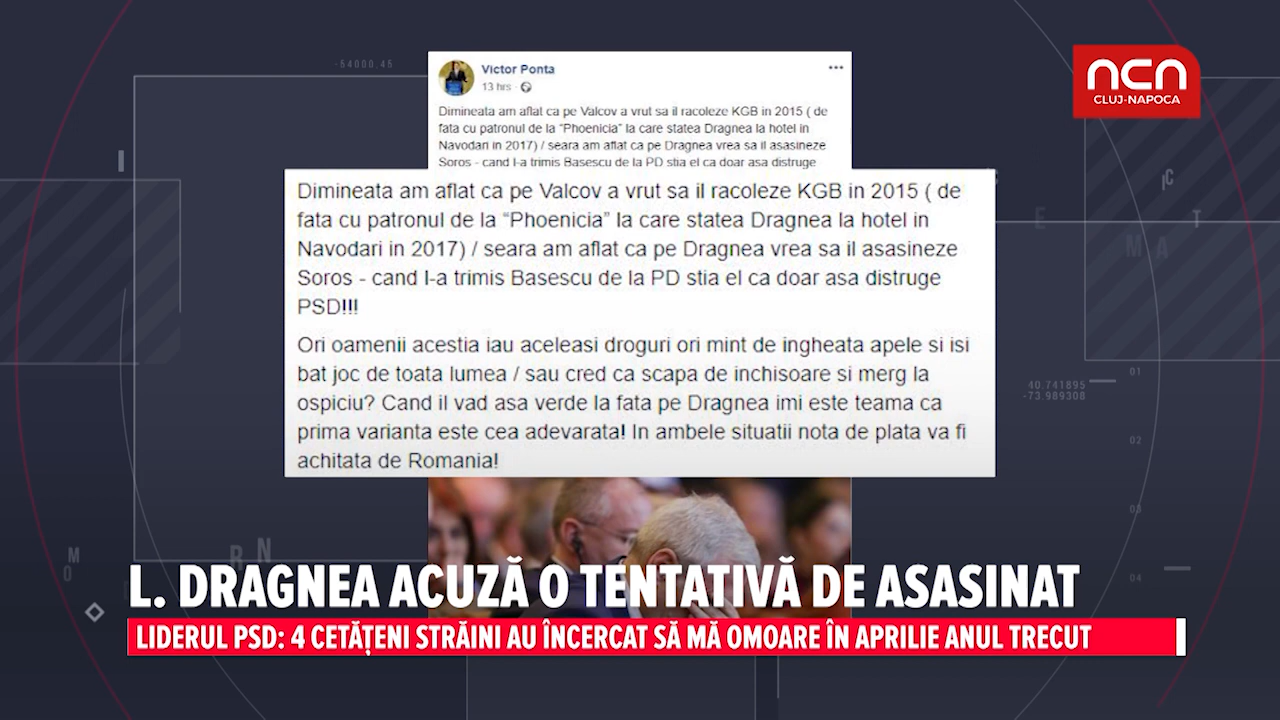 -54000.45
Victor Ponta
13 hrs
ncn
CLUJ-NAPOCA
Dimineata am aflat ca pe Valcov a vrut sa il racoleze KGB in 2015 ( de
fata cu patronul de la "Phoenicia" la care statea Dragnea la hotel in
Navodari in 2017) / seara am aflat ca pe Dragnea vrea sa il asasineze
Soros - cand l-a trimis Basescu de la PD stia el ca doar asa distruge
Dimineata am aflat ca pe Valcov a vrut sa il racoleze KGB in 2015 ( de
fata cu patronul de la “Phoenicia” la care statea Dragnea la hotel in
Navodari in 2017) / seara am aflat ca pe Dragnea vrea sa il asasineze
Soros - cand l-a trimis Basescu de la PD stia el ca doar asa distruge
PSD!!!
Ori oamenii acestia iau aceleasi droguri ori mint de ingheata apele si isi
bat joc de toata lumea / sau cred ca scapa de inchisoare si merg la
ospiciu? Cand il vad asa verde la fata pe Dragnea imi este teama ca
prima varianta este cea adevarata! In ambele situatii nota de plata va fi
achitata de Romania!
C
E T
M A
01
40.741895
-73.989308
02
03
04
M
O
R N
L. DRAGNEA ACUZĂ O TENTATIVĂ DE ASASINAT
LIDERUL PSD: 4 CETĂȚENI STRĂINI AU ÎNCERCAT SĂ MĂ OMOARE ÎN APRILIE ANUL TRECUT